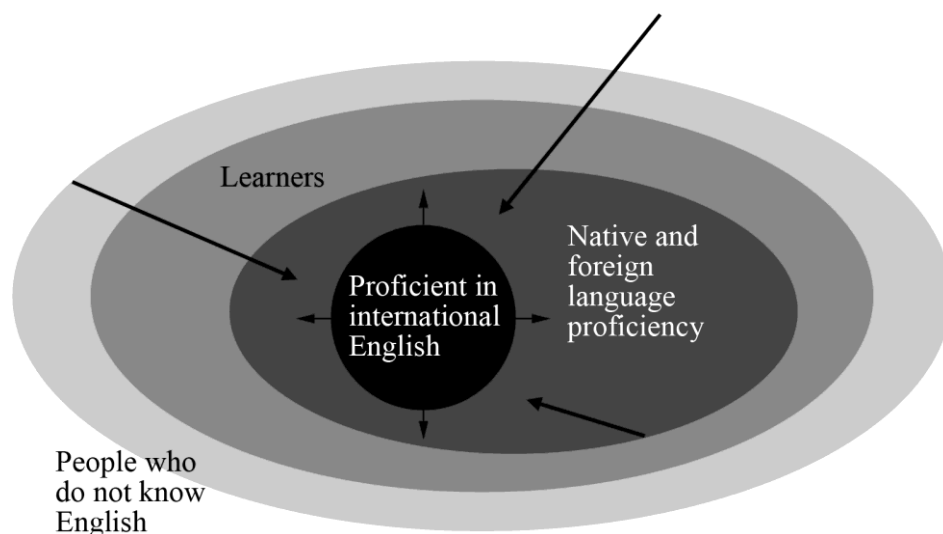 Learners
Native and
foreign
language
proficiency
Proficient in
international
English
People who
do not know
English